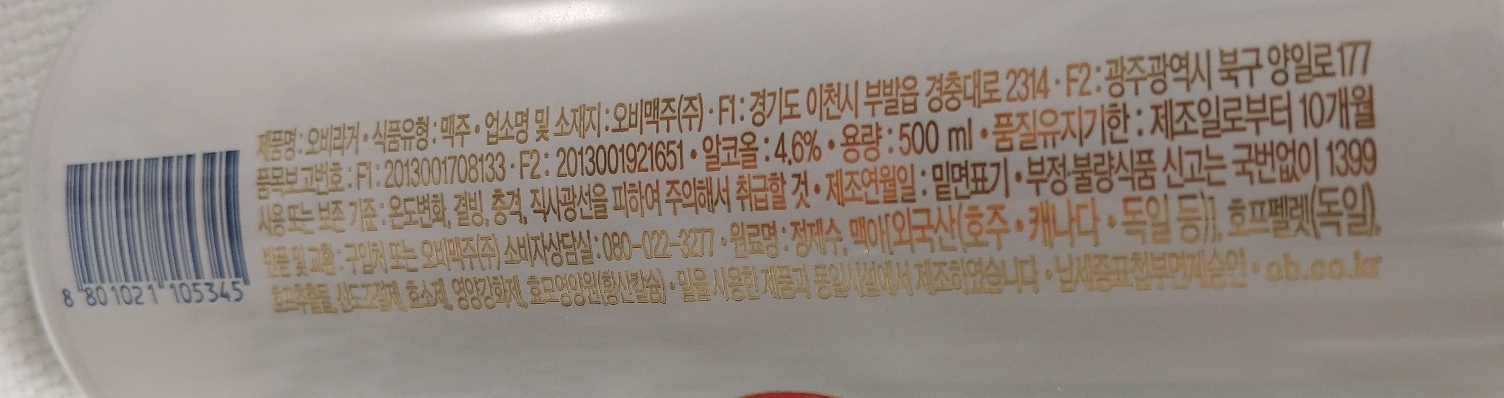 제품명 : 오비라거 • 식품유형 : 맥주 • 업소명 및 소재지 : 오비맥주(주) · F1 : 경기도 이천시 부발읍 경충대로 2314 · F2 : 광주광역시 북구 양일로 177
품목보고번호 : F1 : 2013001708133 · F2 : 2013001921651 • 알코올 : 4.6% • 용량 : 500 ml • 품질유지기한 : 제조일로부터 10개월
사용 또는 보존 기준 : 온도변화, 결빙, 충격, 직사광선을 피하여 주의해서 취급할 것 • 제조연월일 : 밑면표기 • 부정·불량식품 신고는 국번없이 1399
반품 및 교환 : 구입처 또는 오비맥주(주) 소비자상담실 : 080-022-3277 • 원료명 : 정제수, 맥아[외국산(호주 • 캐나다 • 독일 등)], 호프펠렛(독일),
호프추출물, 산도조절제, 효소제, 영양강화제, 효모영양원(황산칼슘) • 밀을 사용한 제품과 동일시설에서 제조하였습니다 • 납세증표첩부면제승인 • ob.co.kr
8 801021 105345